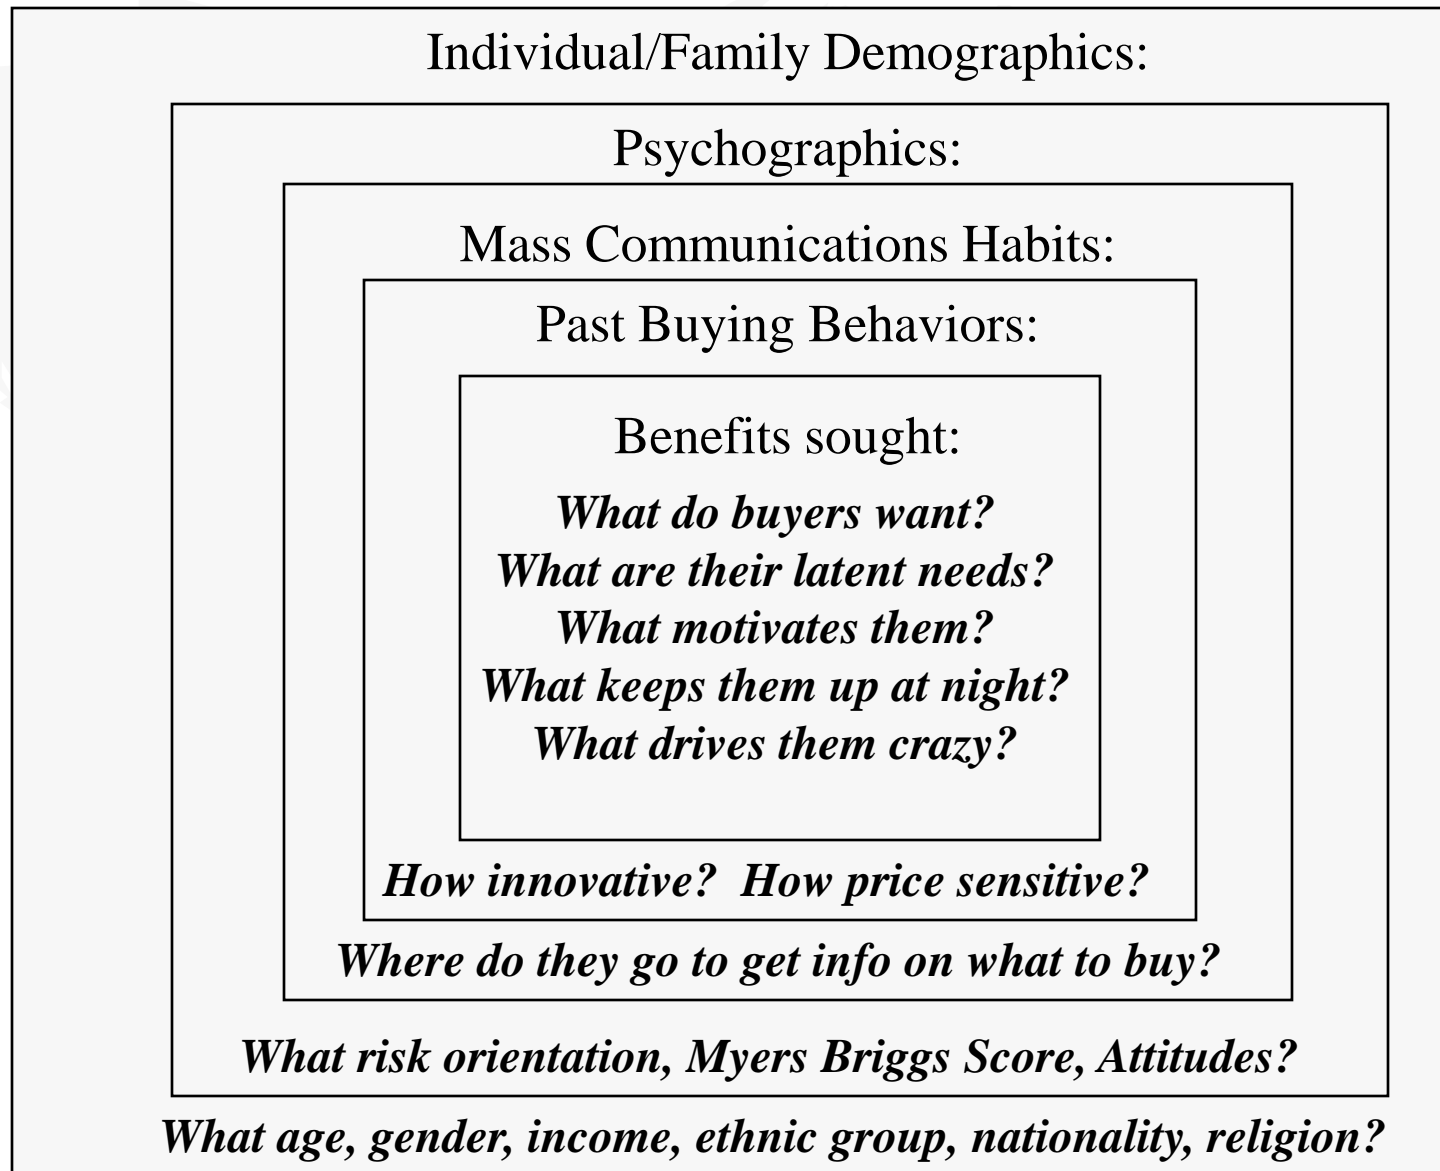 Individual/Family Demographics:
Psychographics:
Mass Communications Habits:
Past Buying Behaviors:
Benefits sought:
What do buyers want?
What are their latent needs?
What motivates them?
What keeps them up at night?
What drives them crazy?
How innovative?  How price sensitive?
Where do they go to get info on what to buy?
What risk orientation, Myers Briggs Score, Attitudes?
What age, gender, income, ethnic group, nationality, religion?